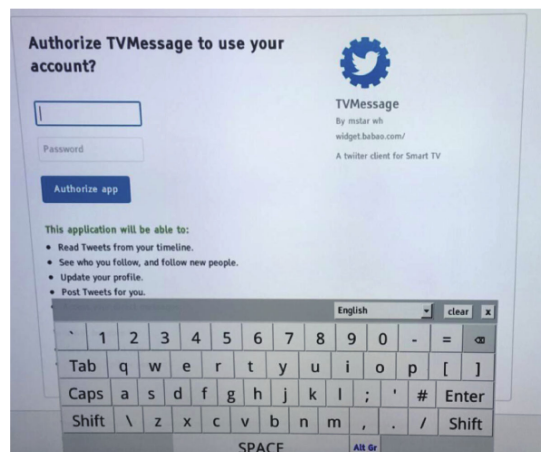 Authorize TVMessage to use your
account?
Password
Authorize app
TVMessage
By mstar wh
widget.babao.com/
A twiiter client for Smart TV
This application will be able to:
• Read Tweets from your timeline.
• See who you follow, and follow new people.
• Update your profile.
• Post Tweets for you.
English clear x
` 1 2 3 4 5 6 7 8 9 0 - =
Tab q w e r t y u i o p [ ]
Caps a s d f g h j k l ; ' # Enter
Shift \ z x c v b n m , . / Shift
SPACE Alt Gr